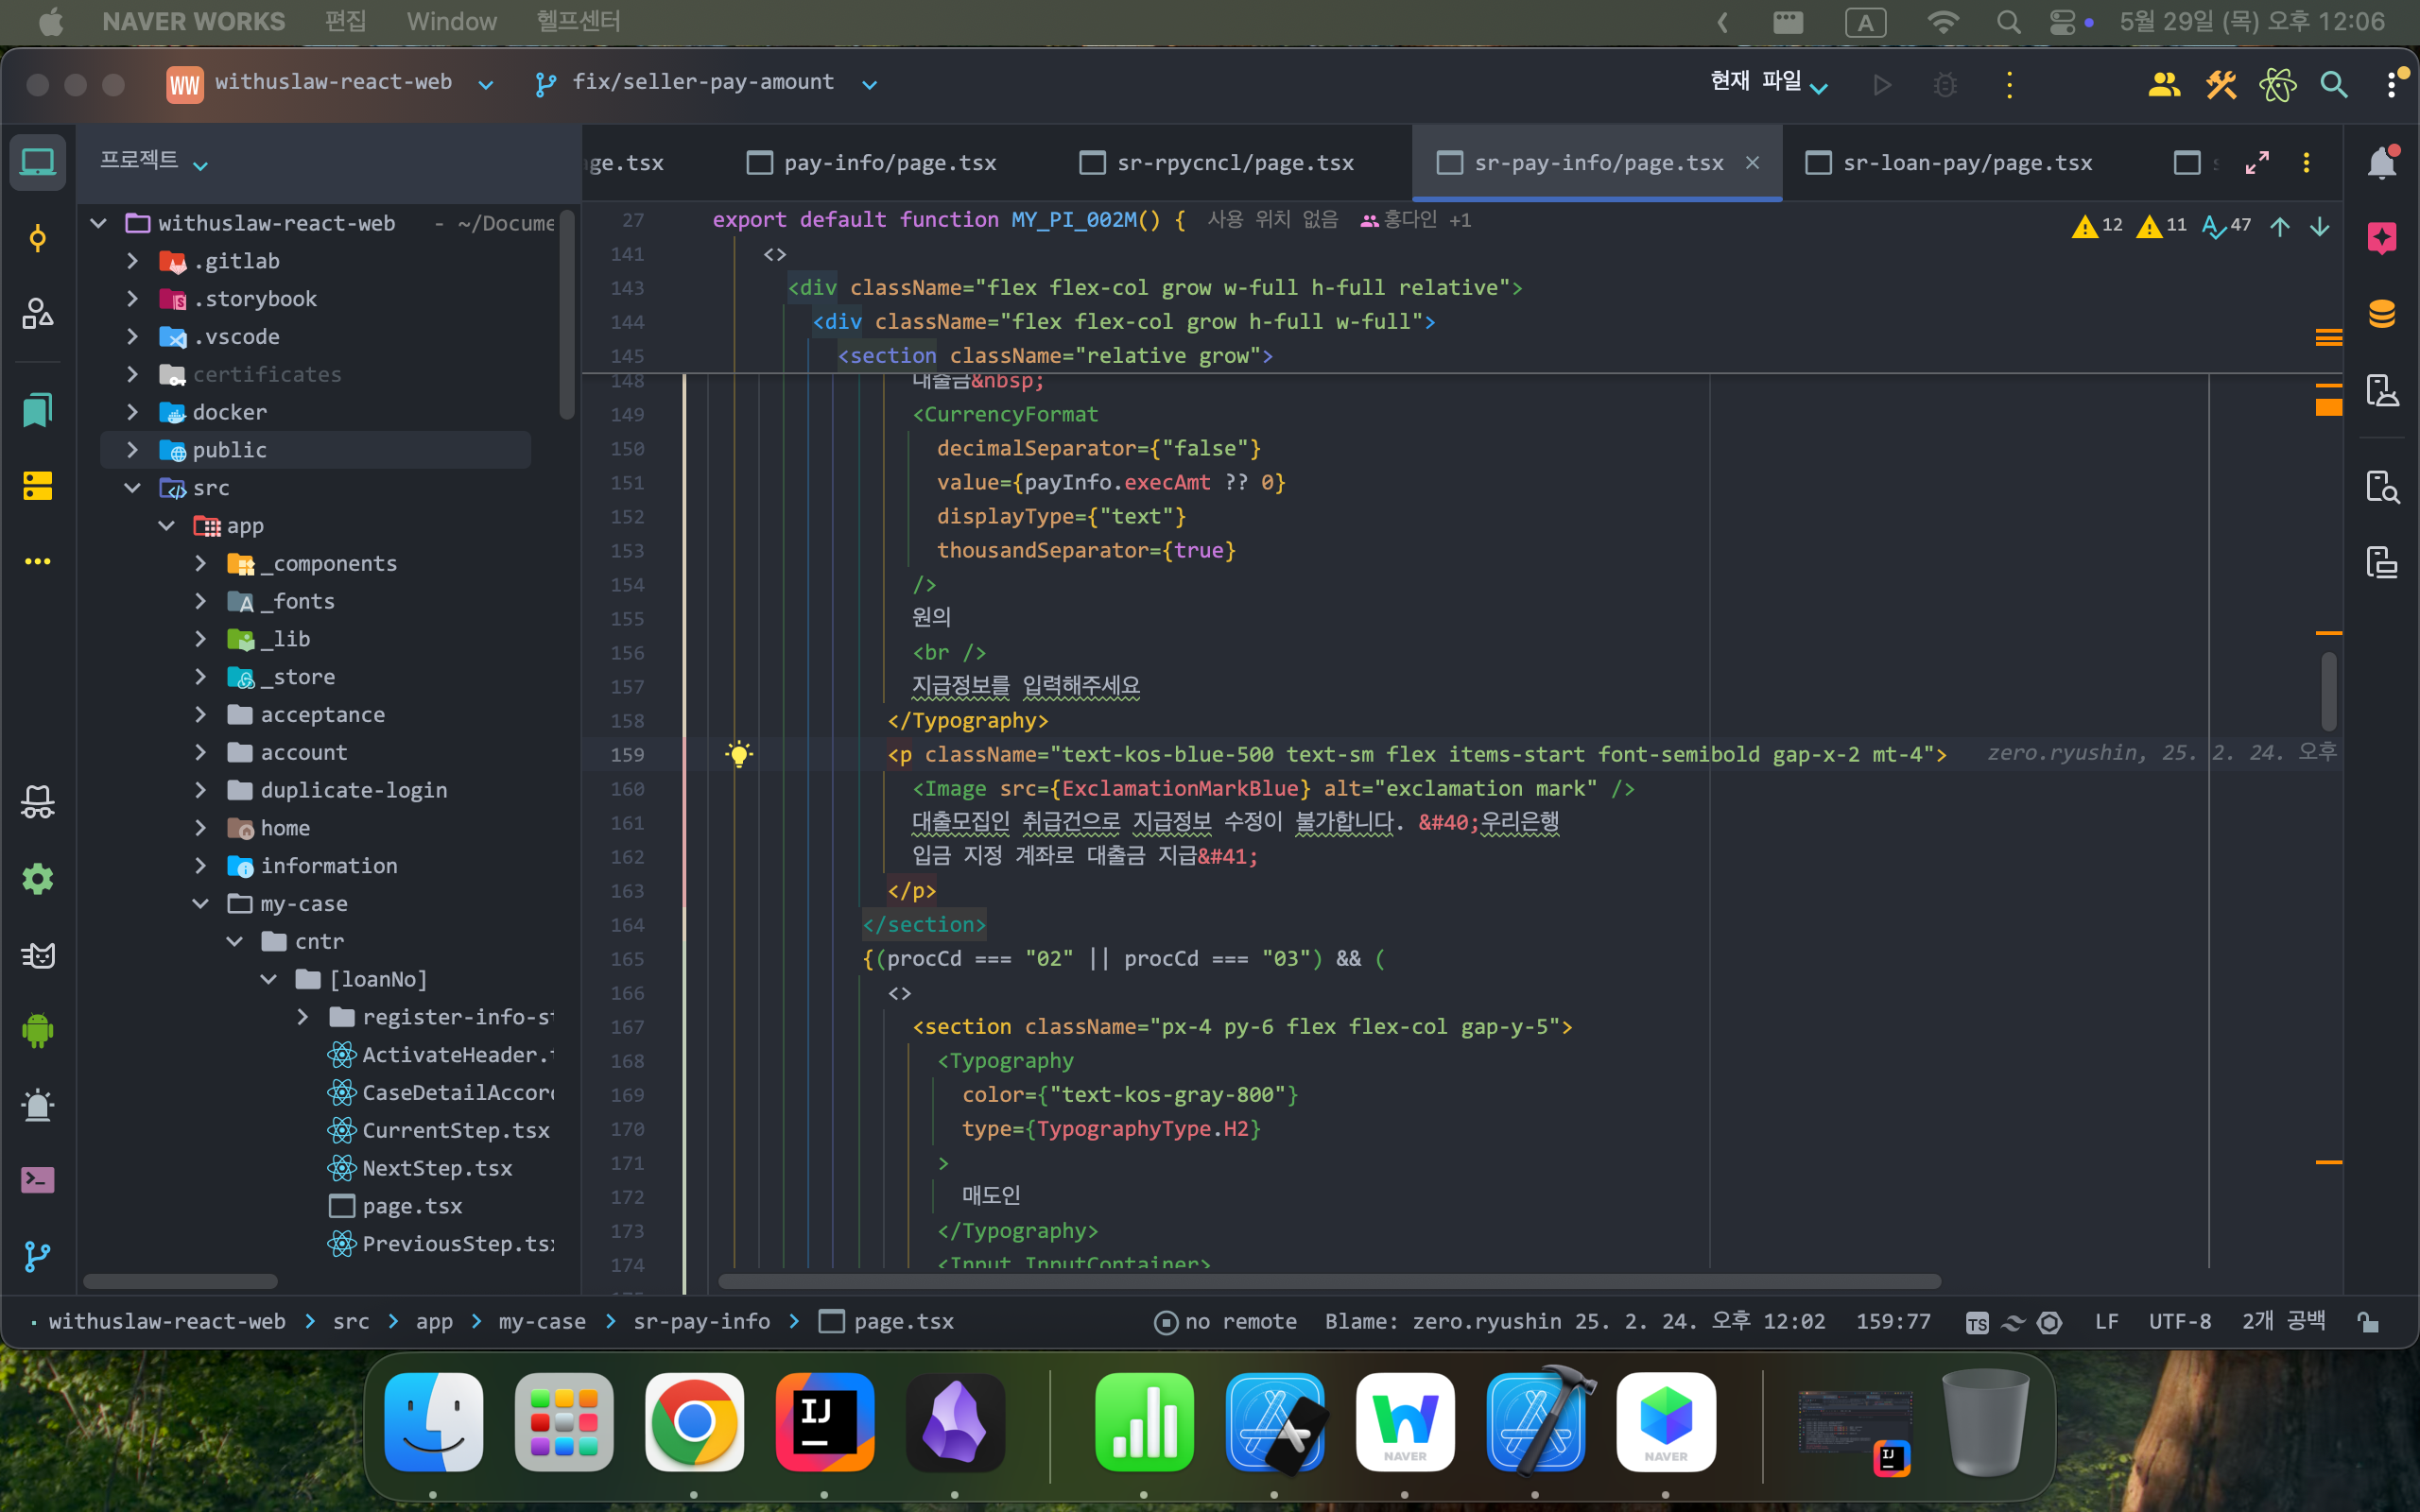 NAVER WORKS 편집 Window 헬프센터 A 5월 29일 (목) 오후 12:06
WW withuslaw-react-web fix/seller-pay-amount 현재 파일
프로젝트
ge.tsx pay-info/page.tsx sr-rpycncl/page.tsx sr-pay-info/page.tsx sr-loan-pay/page.tsx
withuslaw-react-web - ~/Docume
.gitlab
.storybook
.vscode
certificates
docker
public
src
app
_components
_fonts
_lib
_store
acceptance
account
duplicate-login
home
information
my-case
cntr
[loanNo]
register-info-st
ActivateHeader.t
CaseDetailAccord
CurrentStep.tsx
NextStep.tsx
page.tsx
PreviousStep.tsx
12 11 47
27 export default function MY_PI_002M() { 사용 위치 없음 홍다인 +1
141 <>
143 <div className="flex flex-col grow w-full h-full relative">
144 <div className="flex flex-col grow h-full w-full">
145 <section className="relative grow">
148 대출금&nbsp;
149 <CurrencyFormat
150 decimalSeparator={"false"}
151 value={payInfo.execAmt ?? 0}
152 displayType={"text"}
153 thousandSeparator={true}
154 />
155 원의
156 <br />
157 지급정보를 입력해주세요
158 </Typography>
159 <p className="text-kos-blue-500 text-sm flex items-start font-semibold gap-x-2 mt-4"> zero.ryushin, 25. 2. 24. 오후
160 <Image src={ExclamationMarkBlue} alt="exclamation mark" />
161 대출모집인 취급건으로 지급정보 수정이 불가합니다. &#40;우리은행
162 입금 지정 계좌로 대출금 지급&#41;
163 </p>
164 </section>
165 {(procCd === "02" || procCd === "03") && (
166 <>
167 <section className="px-4 py-6 flex flex-col gap-y-5">
168 <Typography
169 color={"text-kos-gray-800"}
170 type={TypographyType.H2}
171 >
172 매도인
173 </Typography>
174 <Input.InputContainer>
withuslaw-react-web src app my-case sr-pay-info page.tsx no remote Blame: zero.ryushin 25. 2. 24. 오후 12:02 159:77 TS LF UTF-8 2개 공백
IJ
NAVER
NAVER
IJ